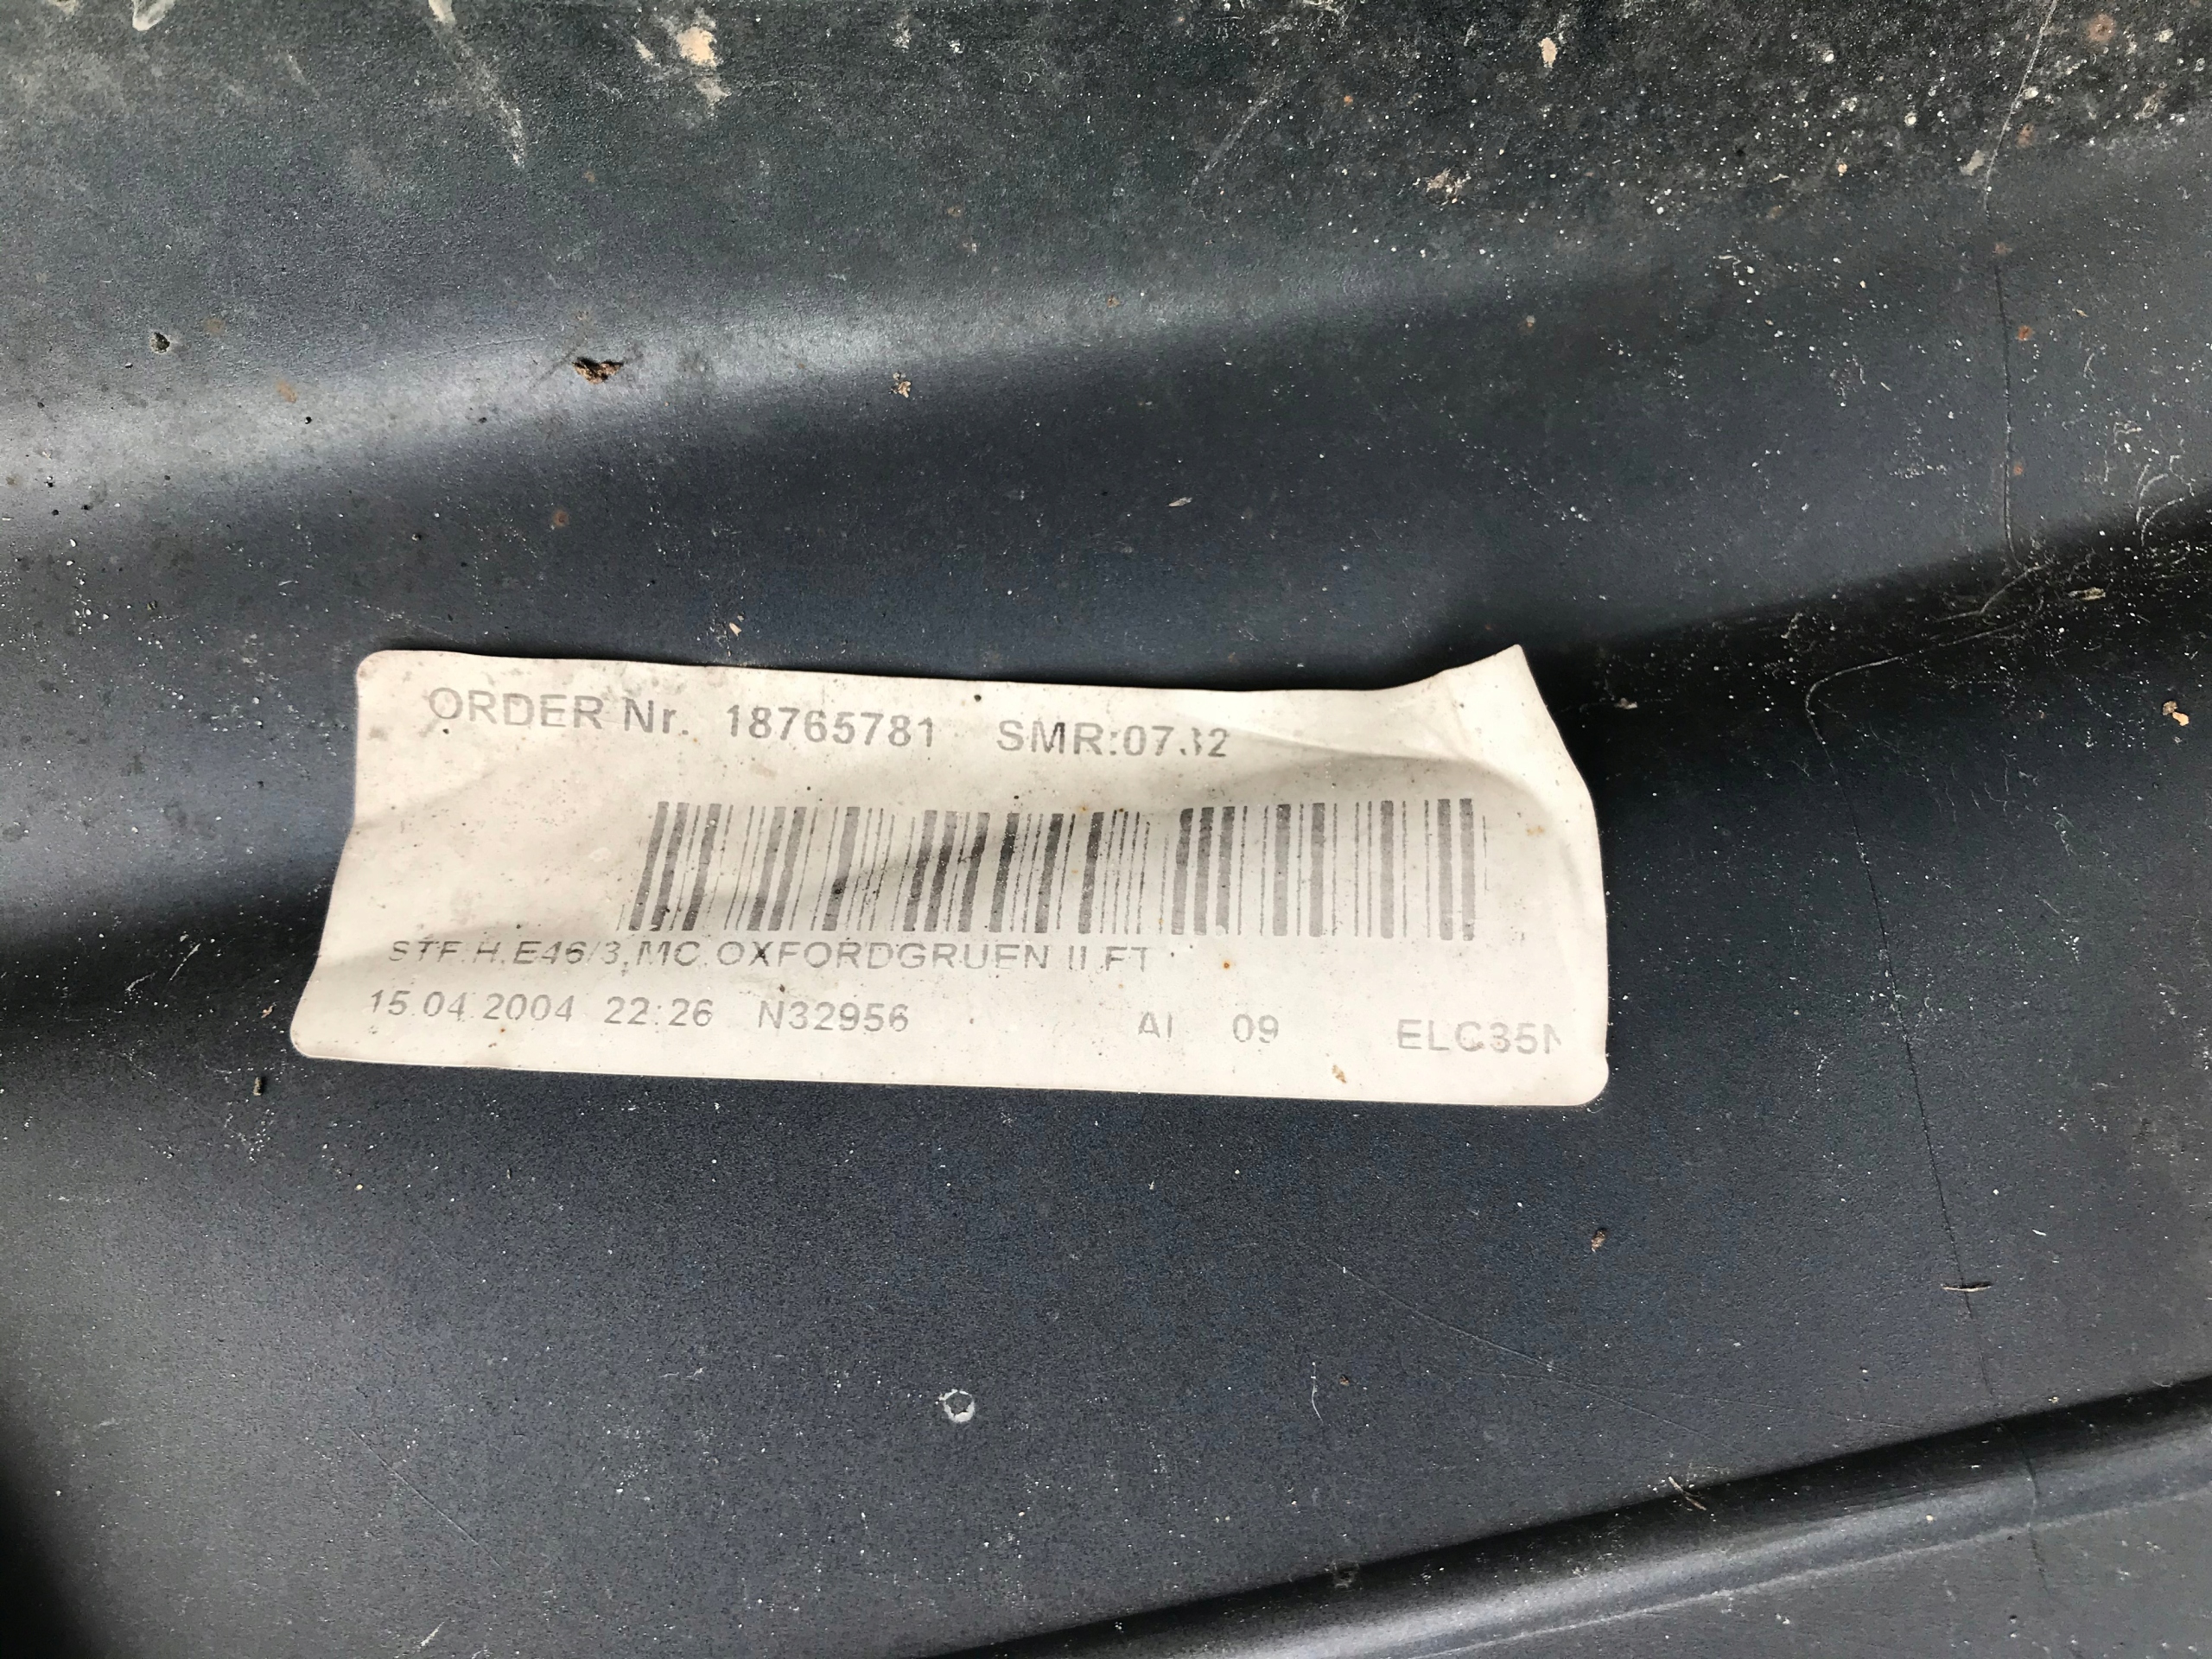 ORDER Nr. 18765781 SMR:07.12
STF.H.E46/3,MC.OXFORDGRUEN II FT
15.04.2004 22:26 N32956 AI 09 ELC35N